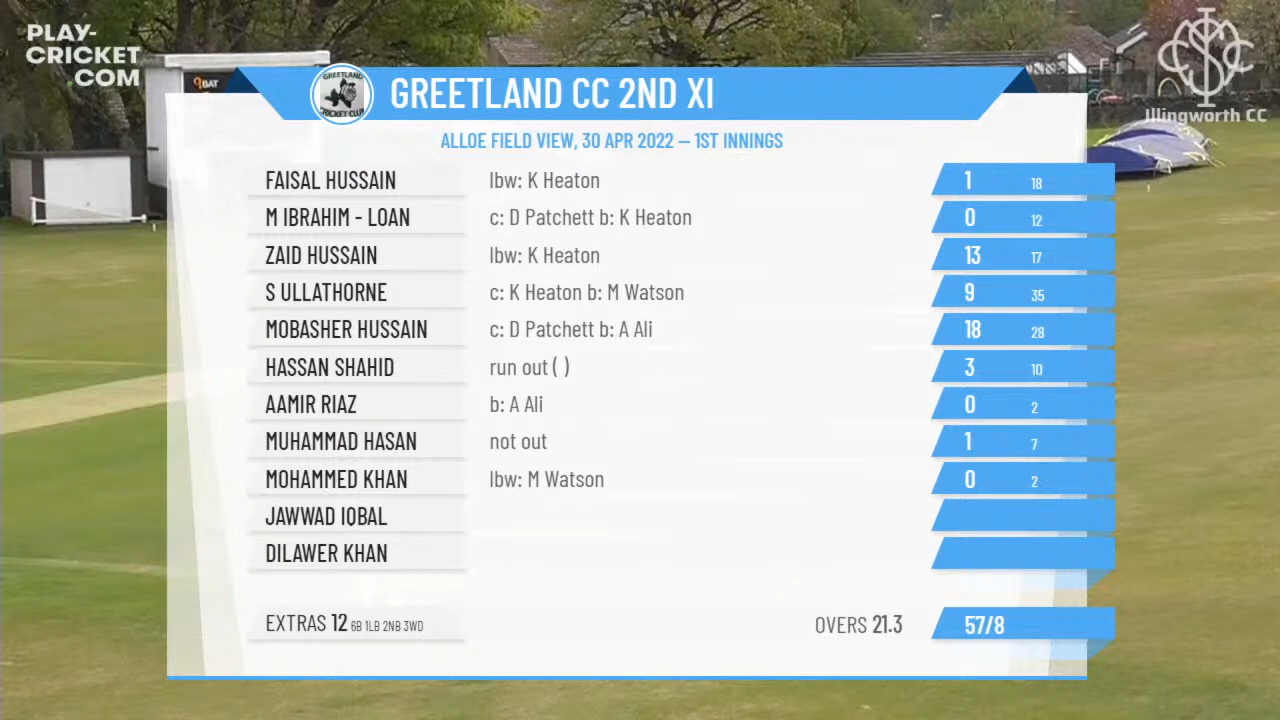 PLAY-
CRICKET
.COM
9BAT
Illingworth CC
GREETLAND
CRICKET CLUB
GREETLAND CC 2ND XI
ALLOE FIELD VIEW, 30 APR 2022 – 1ST INNINGS
FAISAL HUSSAIN lbw: K Heaton 1 18
M IBRAHIM - LOAN c: D Patchett b: K Heaton 0 12
ZAID HUSSAIN lbw: K Heaton 13 17
S ULLATHORNE c: K Heaton b: M Watson 9 35
MOBASHER HUSSAIN c: D Patchett b: A Ali 18 28
HASSAN SHAHID run out ( ) 3 10
AAMIR RIAZ b: A Ali 0 2
MUHAMMAD HASAN not out 1 7
MOHAMMED KHAN lbw: M Watson 0 2
JAWWAD IQBAL
DILAWER KHAN
EXTRAS 12 6B 1LB 2NB 3WD OVERS 21.3 57/8